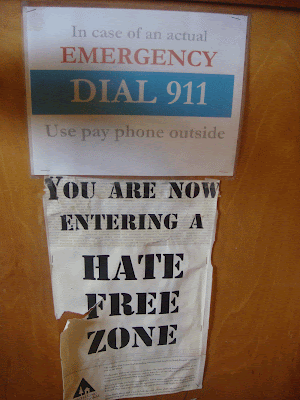 In case of an actual
EMERGENCY
DIAL 911
Use pay phone outside
YOU ARE NOW
ENTERING A
HATE
FREE
ZONE